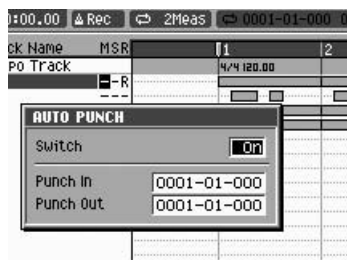 0:00.00 Rec 2Meas 0001-01-000 0
ck Name MSR 1 2
po Track 4/4 120.00
-R
AUTO PUNCH
Switch On
Punch In 0001-01-000
Punch Out 0001-01-000